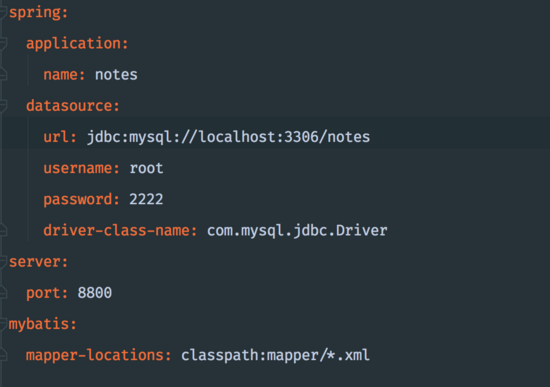 spring:
  application:
    name: notes
  datasource:
    url: jdbc:mysql://localhost:3306/notes
    username: root
    password: 2222
    driver-class-name: com.mysql.jdbc.Driver
server:
  port: 8800
mybatis:
  mapper-locations: classpath:mapper/*.xml